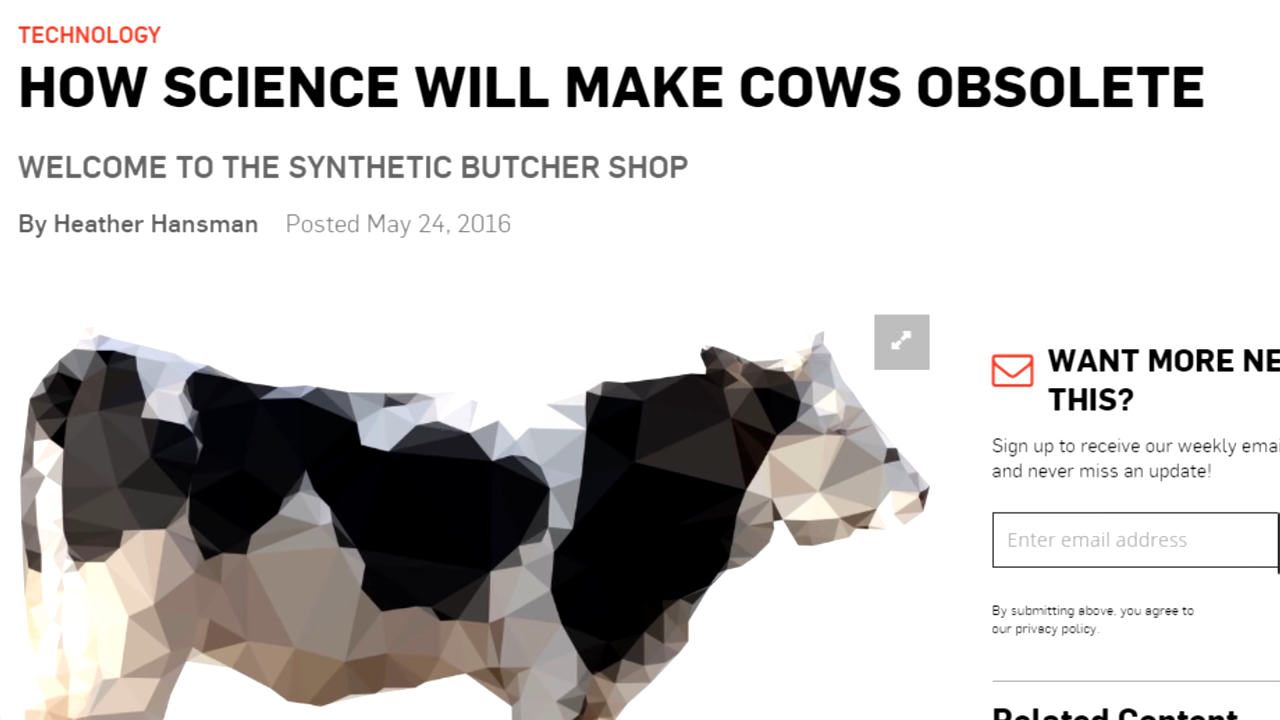 TECHNOLOGY
HOW SCIENCE WILL MAKE COWS OBSOLETE
WELCOME TO THE SYNTHETIC BUTCHER SHOP
By Heather Hansman Posted May 24, 2016
WANT MORE NE
THIS?
Sign up to receive our weekly emai
and never miss an update!
Enter email address
By submitting above, you agree to
our privacy policy.
Related Content